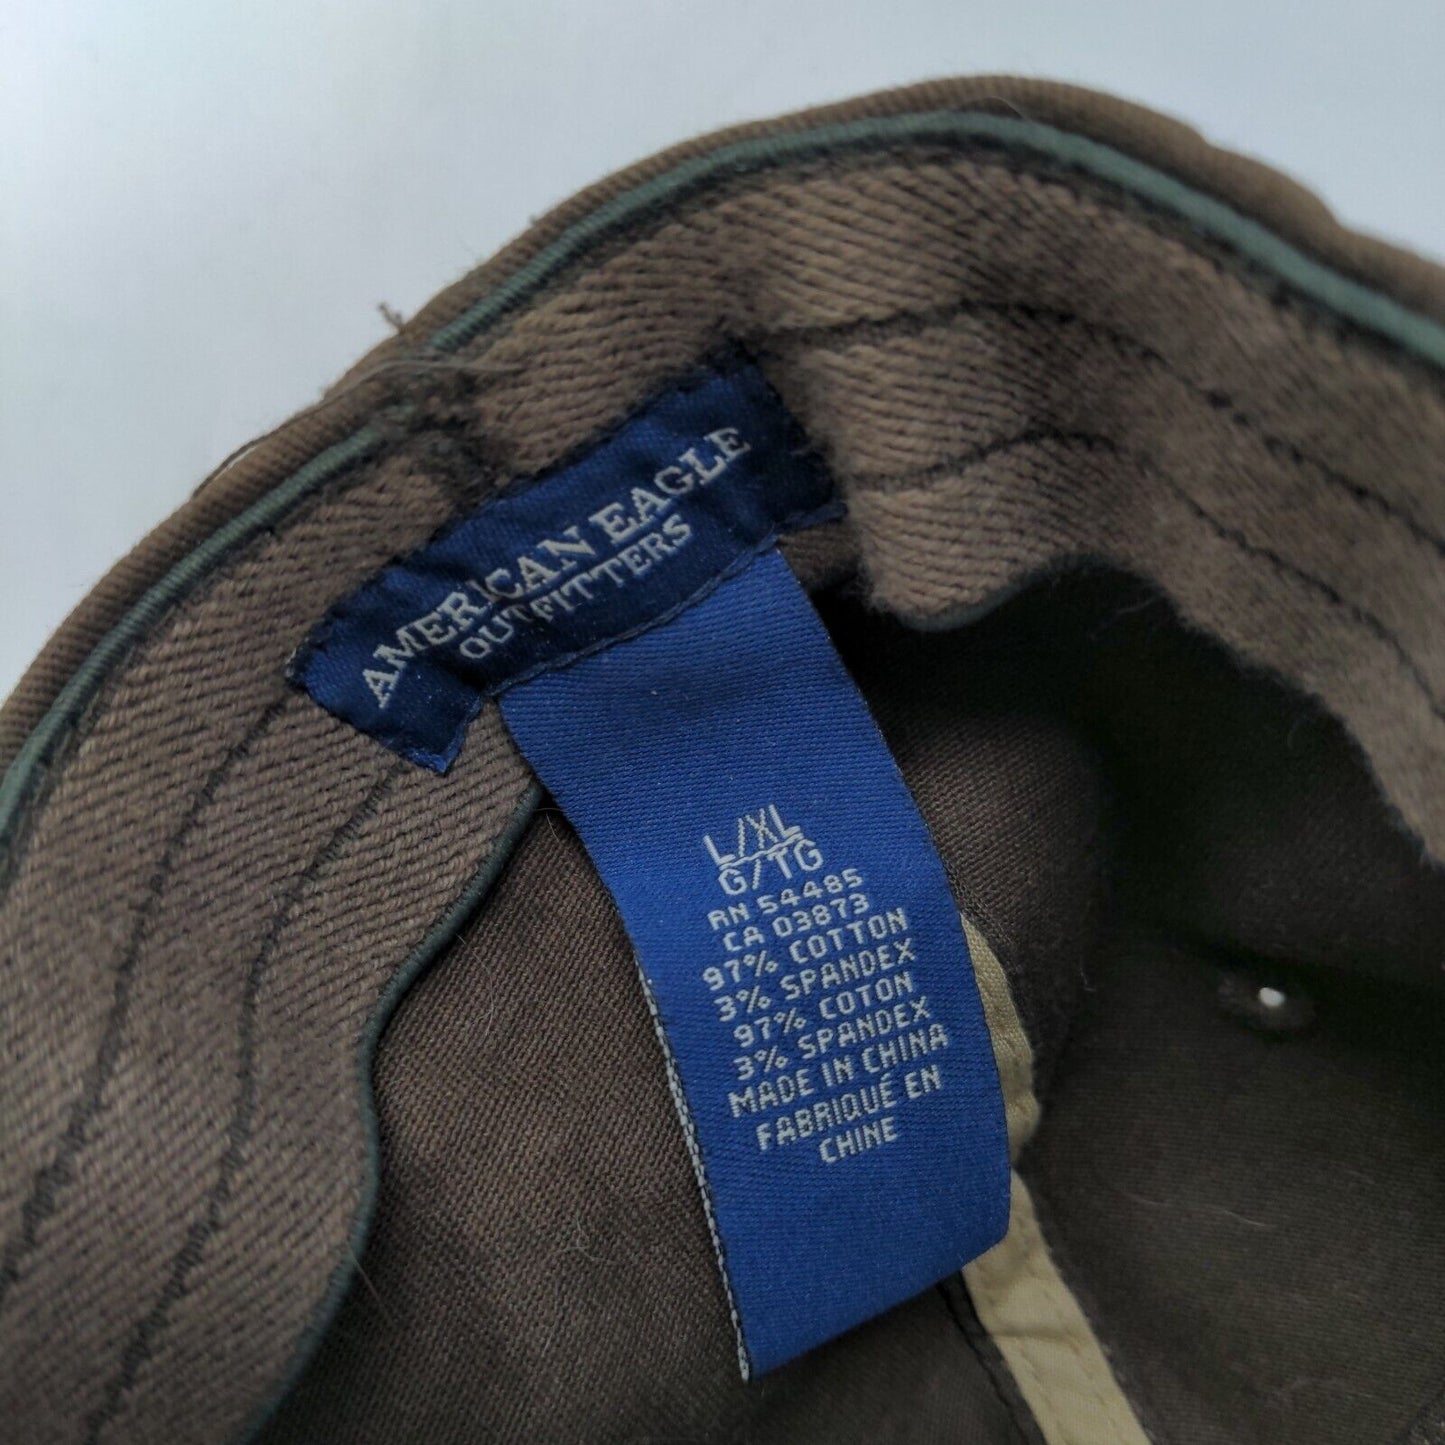 AMERICAN EAGLE
OUTFITTERS
L/XL
G/TG
RN 54485
CA 03873
97% COTTON
3% SPANDEX
97% COTON
3% SPANDEX
MADE IN CHINA
FABRIQUÉ EN
CHINE